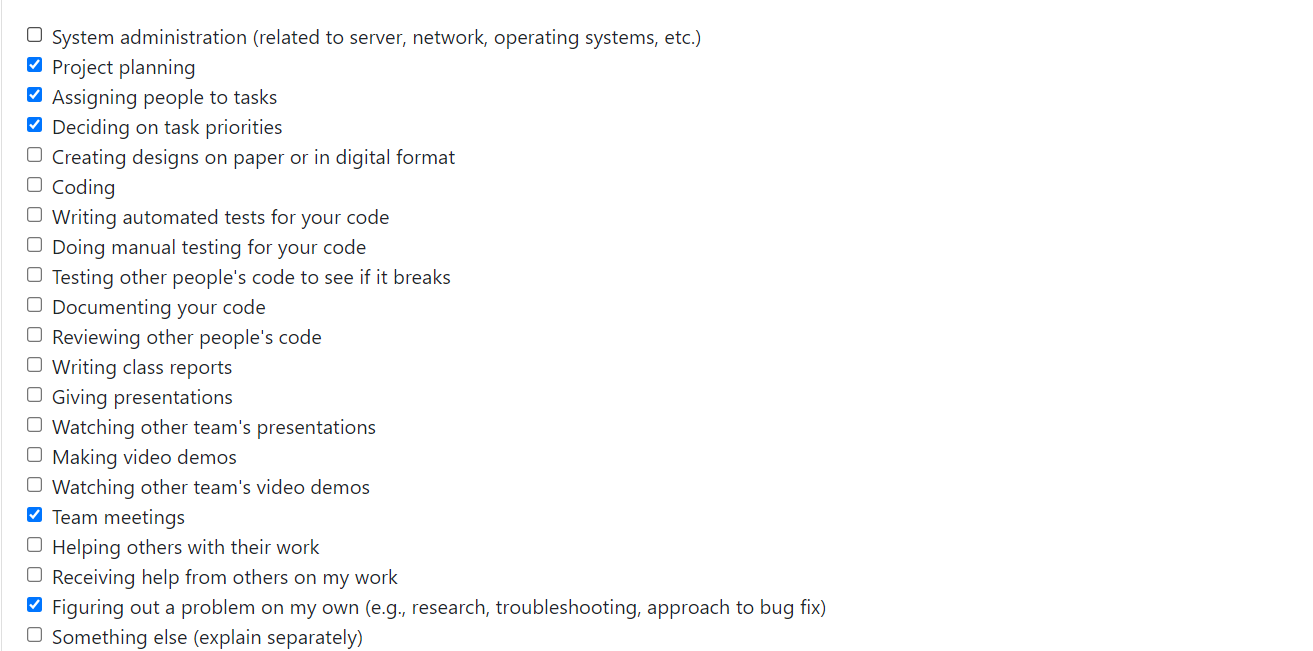 System administration (related to server, network, operating systems, etc.)
Project planning
Assigning people to tasks
Deciding on task priorities
Creating designs on paper or in digital format
Coding
Writing automated tests for your code
Doing manual testing for your code
Testing other people's code to see if it breaks
Documenting your code
Reviewing other people's code
Writing class reports
Giving presentations
Watching other team's presentations
Making video demos
Watching other team's video demos
Team meetings
Helping others with their work
Receiving help from others on my work
Figuring out a problem on my own (e.g., research, troubleshooting, approach to bug fix)
Something else (explain separately)